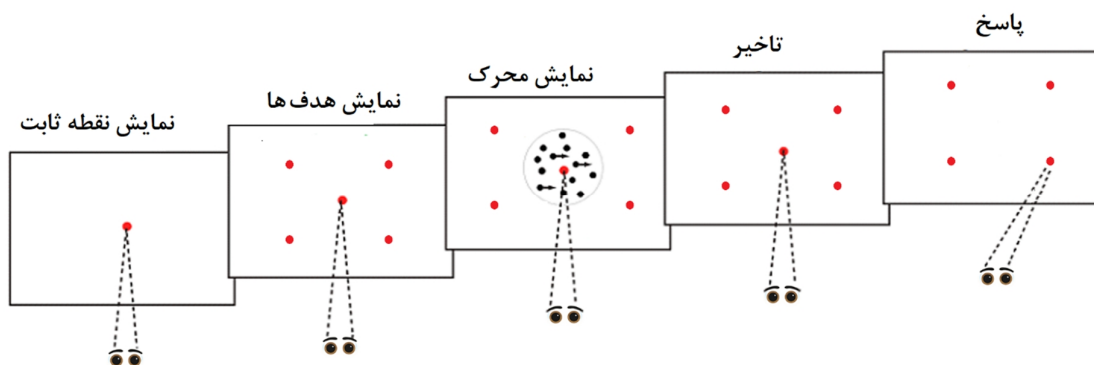 نمایش نقطه ثابت
نمایش هدف‌ها
نمایش محرک
تاخیر
پاسخ